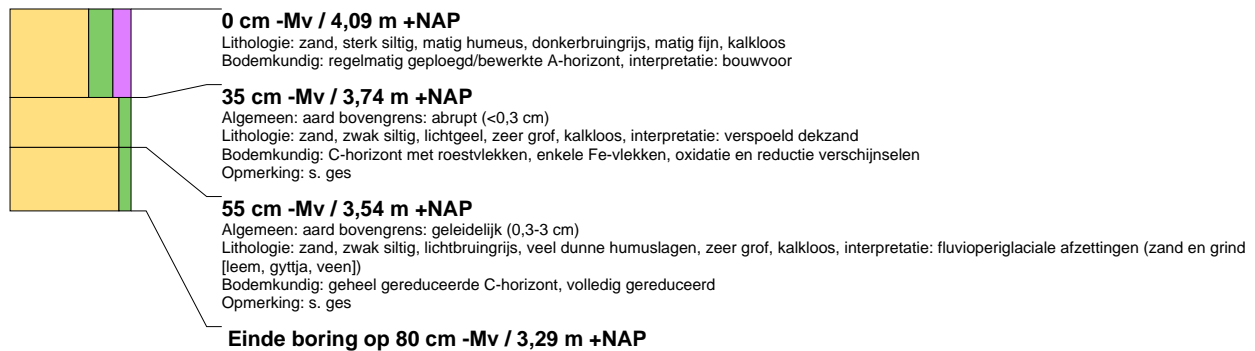 0 cm -Mv / 4,09 m +NAP
Lithologie: zand, sterk siltig, matig humeus, donkerbruingrijs, matig fijn, kalkloos
Bodemkundig: regelmatig geploegd/bewerkte A-horizont, interpretatie: bouwvoor
35 cm -Mv / 3,74 m +NAP
Algemeen: aard bovengrens: abrupt (<0,3 cm)
Lithologie: zand, zwak siltig, lichtgeel, zeer grof, kalkloos, interpretatie: verspoeld dekzand
Bodemkundig: C-horizont met roestvlekken, enkele Fe-vlekken, oxidatie en reductie verschijnselen
Opmerking: s. ges
55 cm -Mv / 3,54 m +NAP
Algemeen: aard bovengrens: geleidelijk (0,3-3 cm)
Lithologie: zand, zwak siltig, lichtbruingrijs, veel dunne humuslagen, zeer grof, kalkloos, interpretatie: fluvioperiglaciale afzettingen (zand en grind
[leem, gyttja, veen])
Bodemkundig: geheel gereduceerde C-horizont, volledig gereduceerd
Opmerking: s. ges
Einde boring op 80 cm -Mv / 3,29 m +NAP